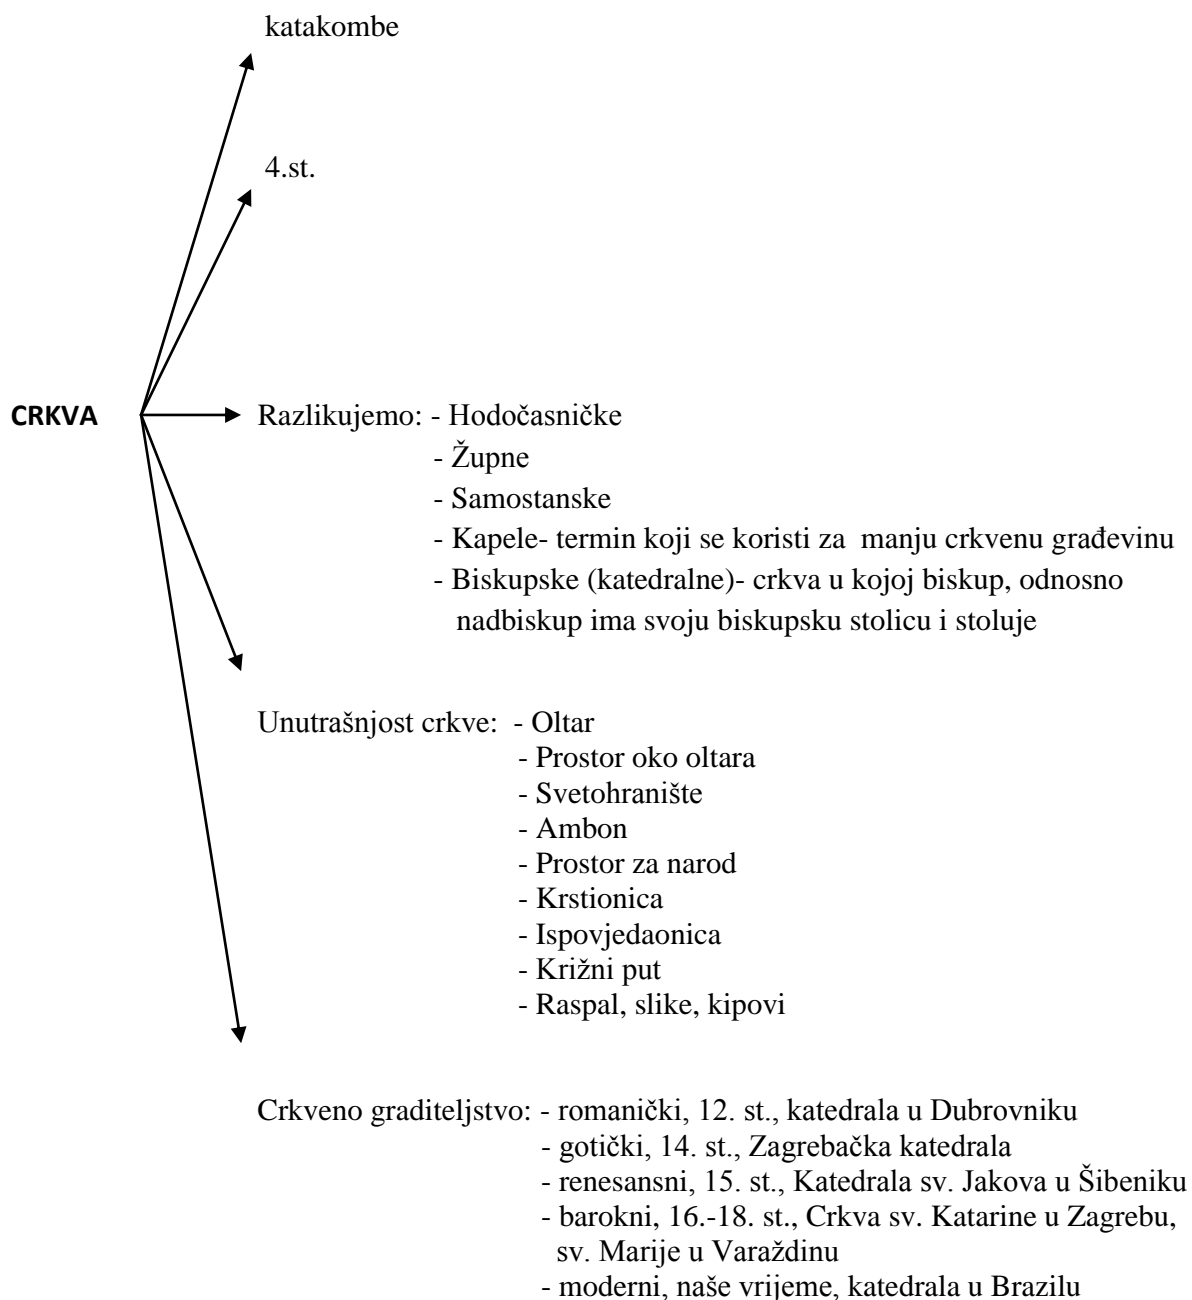 katakombe
4.st.
CRKVA
Razlikujemo: - Hodočasničke
- Župne
- Samostanske
- Kapele- termin koji se koristi za manju crkvenu građevinu
- Biskupske (katedralne)- crkva u kojoj biskup, odnosno
nadbiskup ima svoju biskupsku stolicu i stoluje
Unutrašnjost crkve: - Oltar
- Prostor oko oltara
- Svetohranište
- Ambon
- Prostor za narod
- Krstionica
- Ispovjedaonica
- Križni put
- Raspal, slike, kipovi
Crkveno graditeljstvo: - romanički, 12. st., katedrala u Dubrovniku
- gotički, 14. st., Zagrebačka katedrala
- renesansni, 15. st., Katedrala sv. Jakova u Šibeniku
- barokni, 16.-18. st., Crkva sv. Katarine u Zagrebu,
sv. Marije u Varaždinu
- moderni, naše vrijeme, katedrala u Brazilu